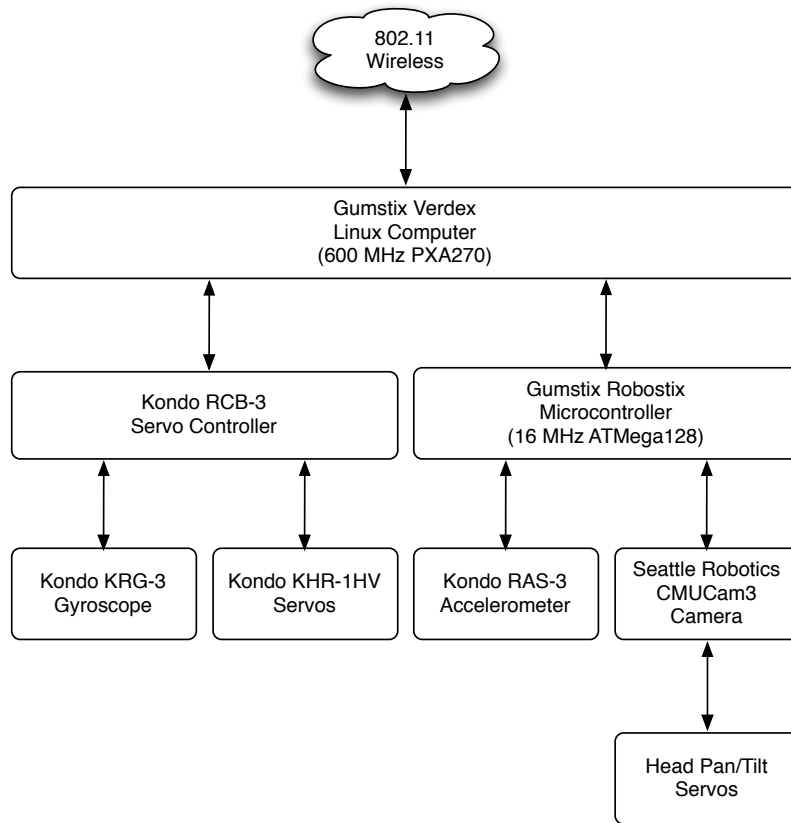 802.11
Wireless
Gumstix Verdex
Linux Computer
(600 MHz PXA270)
Kondo RCB-3
Servo Controller
Gumstix Robostix
Microcontroller
(16 MHz ATMega128)
Kondo KRG-3
Gyroscope
Kondo KHR-1HV
Servos
Kondo RAS-3
Accelerometer
Seattle Robotics
CMUCam3
Camera
Head Pan/Tilt
Servos